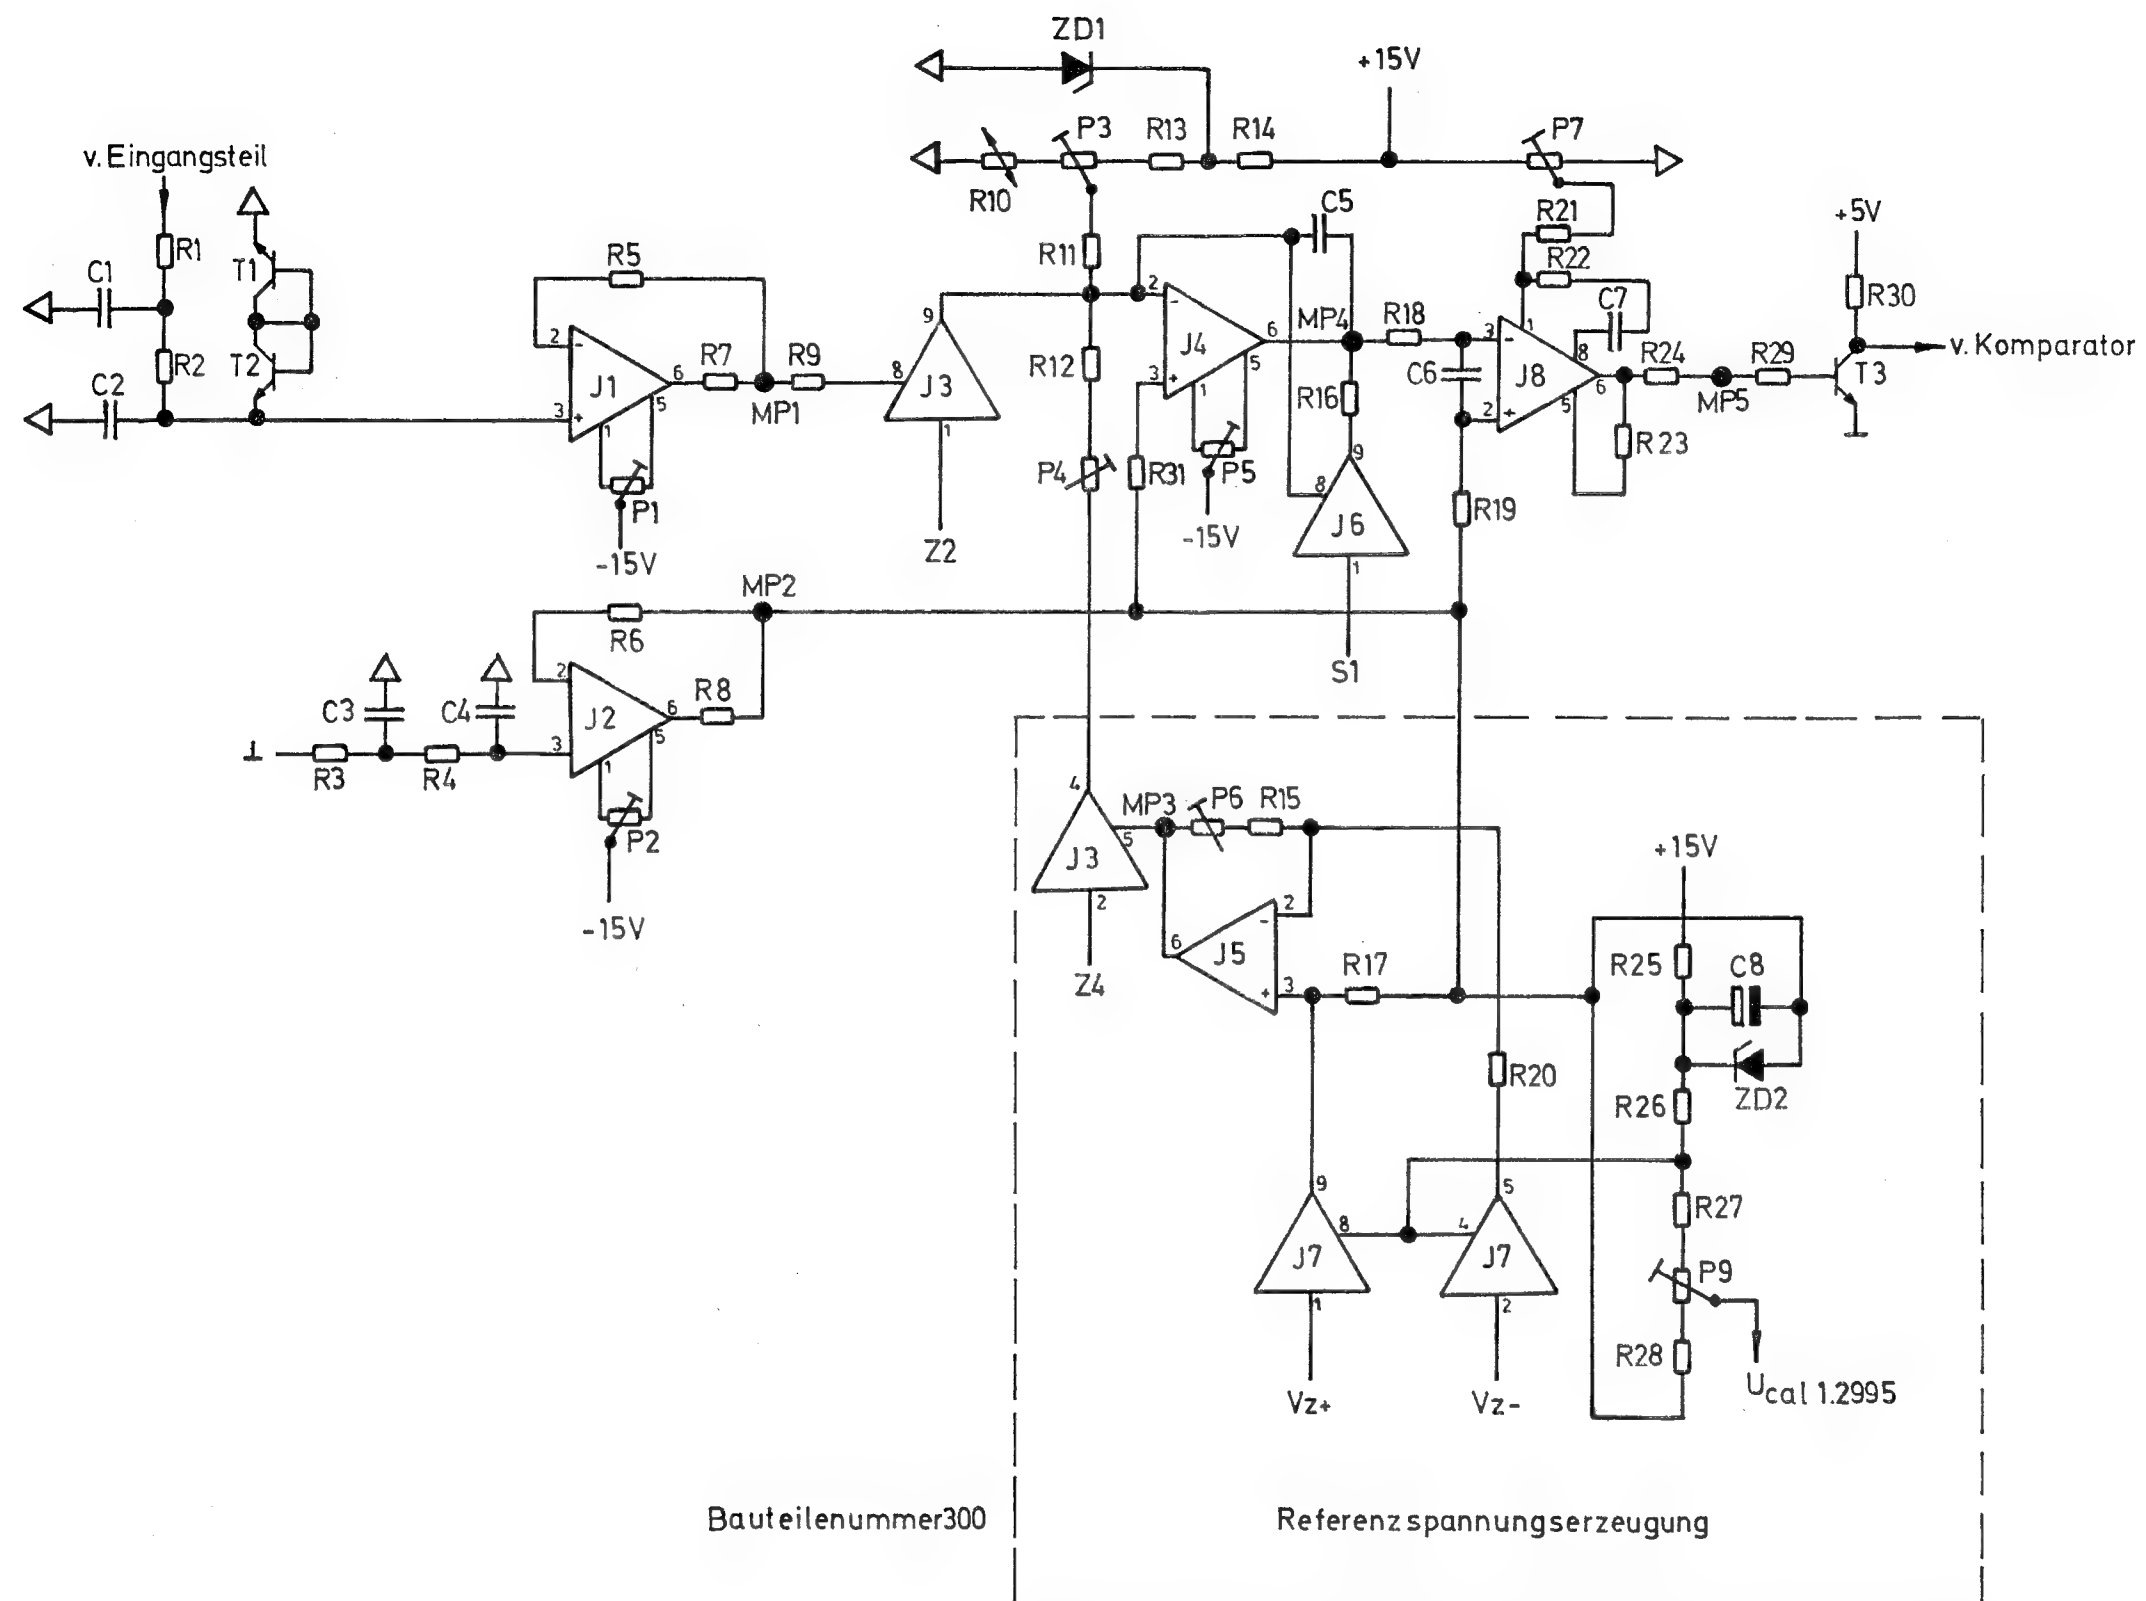 ZD1
+15V
P3
R13
R14
P7
v.Eingangsteil
R10
C5
R21
+5V
R1
T1
C1
R5
R11
R22
C7
R30
9
2
-
MP4
R18
3
-
1
8
v. Komparator
2
-
R2
T2
R7
R9
8
J3
R12
J4
6
C6
J8
R24
R29
T3
C2
J1
6
MP1
3
+
5
1
R16
2
+
5
6
MP5
3
+
1
5
1
P4
R31
P5
9
8
R23
P1
-15V
Z2
-15V
J6
R19
1
MP2
R6
S1
2
C3
C4
J2
6
R8
3
5
1
⊥
R3
R4
P2
-15V
4
MP3
P6
R15
5
J3
2
+15V
2
-
6
J5
R17
3
+
Z4
R25
C8
R20
R26
ZD2
9
5
8
4
R27
J7
J7
P9
1
2
R28
Vz+
Vz-
Ucal 1.2995
Bauteilenummer300
Referenzspannungserzeugung